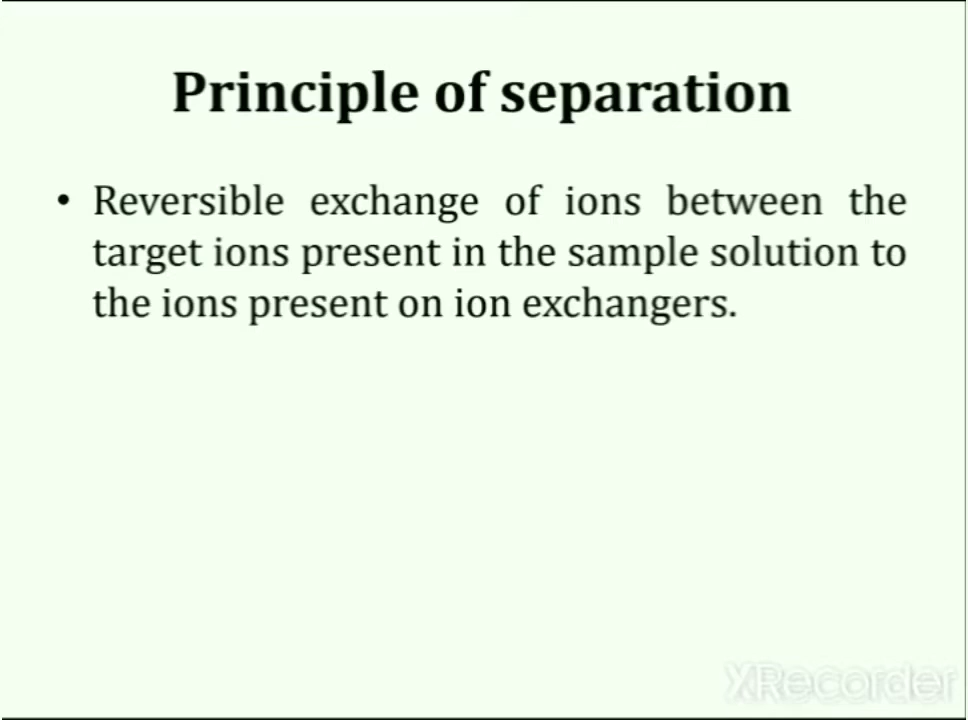 Principle of separation
• Reversible exchange of ions between the
target ions present in the sample solution to
the ions present on ion exchangers.
XRecorder